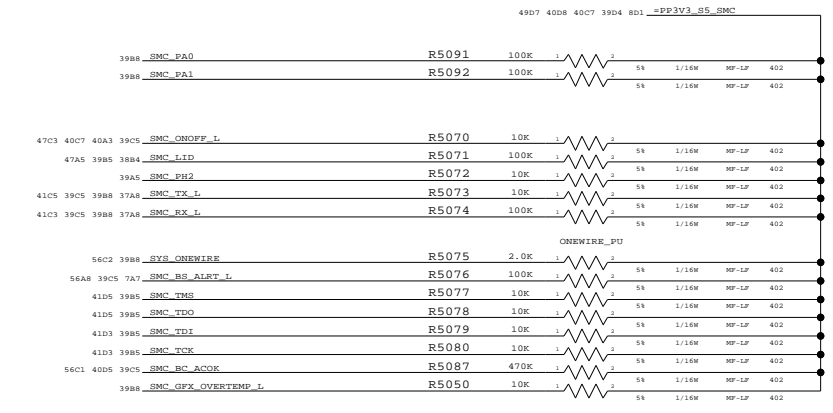 49D7 40D8 40C7 39D4 8D1 =PP3V3_S5_SMC
39B8 SMC_PA0 R5091 100K 1 2
5% 1/16W MF-LF 402
39B8 SMC_PA1 R5092 100K 1 2
5% 1/16W MF-LF 402
47C3 40C7 40A3 39C5 SMC_ONOFF_L R5070 10K 1 2
5% 1/16W MF-LF 402
47A5 39B5 38B4 SMC_LID R5071 100K 1 2
5% 1/16W MF-LF 402
39A5 SMC_PH2 R5072 10K 1 2
5% 1/16W MF-LF 402
41C5 39C5 39B8 37A8 SMC_TX_L R5073 10K 1 2
5% 1/16W MF-LF 402
41C3 39C5 39B8 37A8 SMC_RX_L R5074 100K 1 2
5% 1/16W MF-LF 402
ONEWIRE_PU
56C2 39B8 SYS_ONEWIRE R5075 2.0K 1 2
5% 1/16W MF-LF 402
56A8 39C5 7A7 SMC_BS_ALRT_L R5076 100K 1 2
5% 1/16W MF-LF 402
41D5 39B5 SMC_TMS R5077 10K 1 2
5% 1/16W MF-LF 402
41D5 39B5 SMC_TDO R5078 10K 1 2
5% 1/16W MF-LF 402
41D3 39B5 SMC_TDI R5079 10K 1 2
5% 1/16W MF-LF 402
41D3 39B5 SMC_TCK R5080 10K 1 2
5% 1/16W MF-LF 402
56C1 40D5 39C5 SMC_BC_ACOK R5087 470K 1 2
5% 1/16W MF-LF 402
39B8 SMC_GFX_OVERTEMP_L R5050 10K 1 2
5% 1/16W MF-LF 402